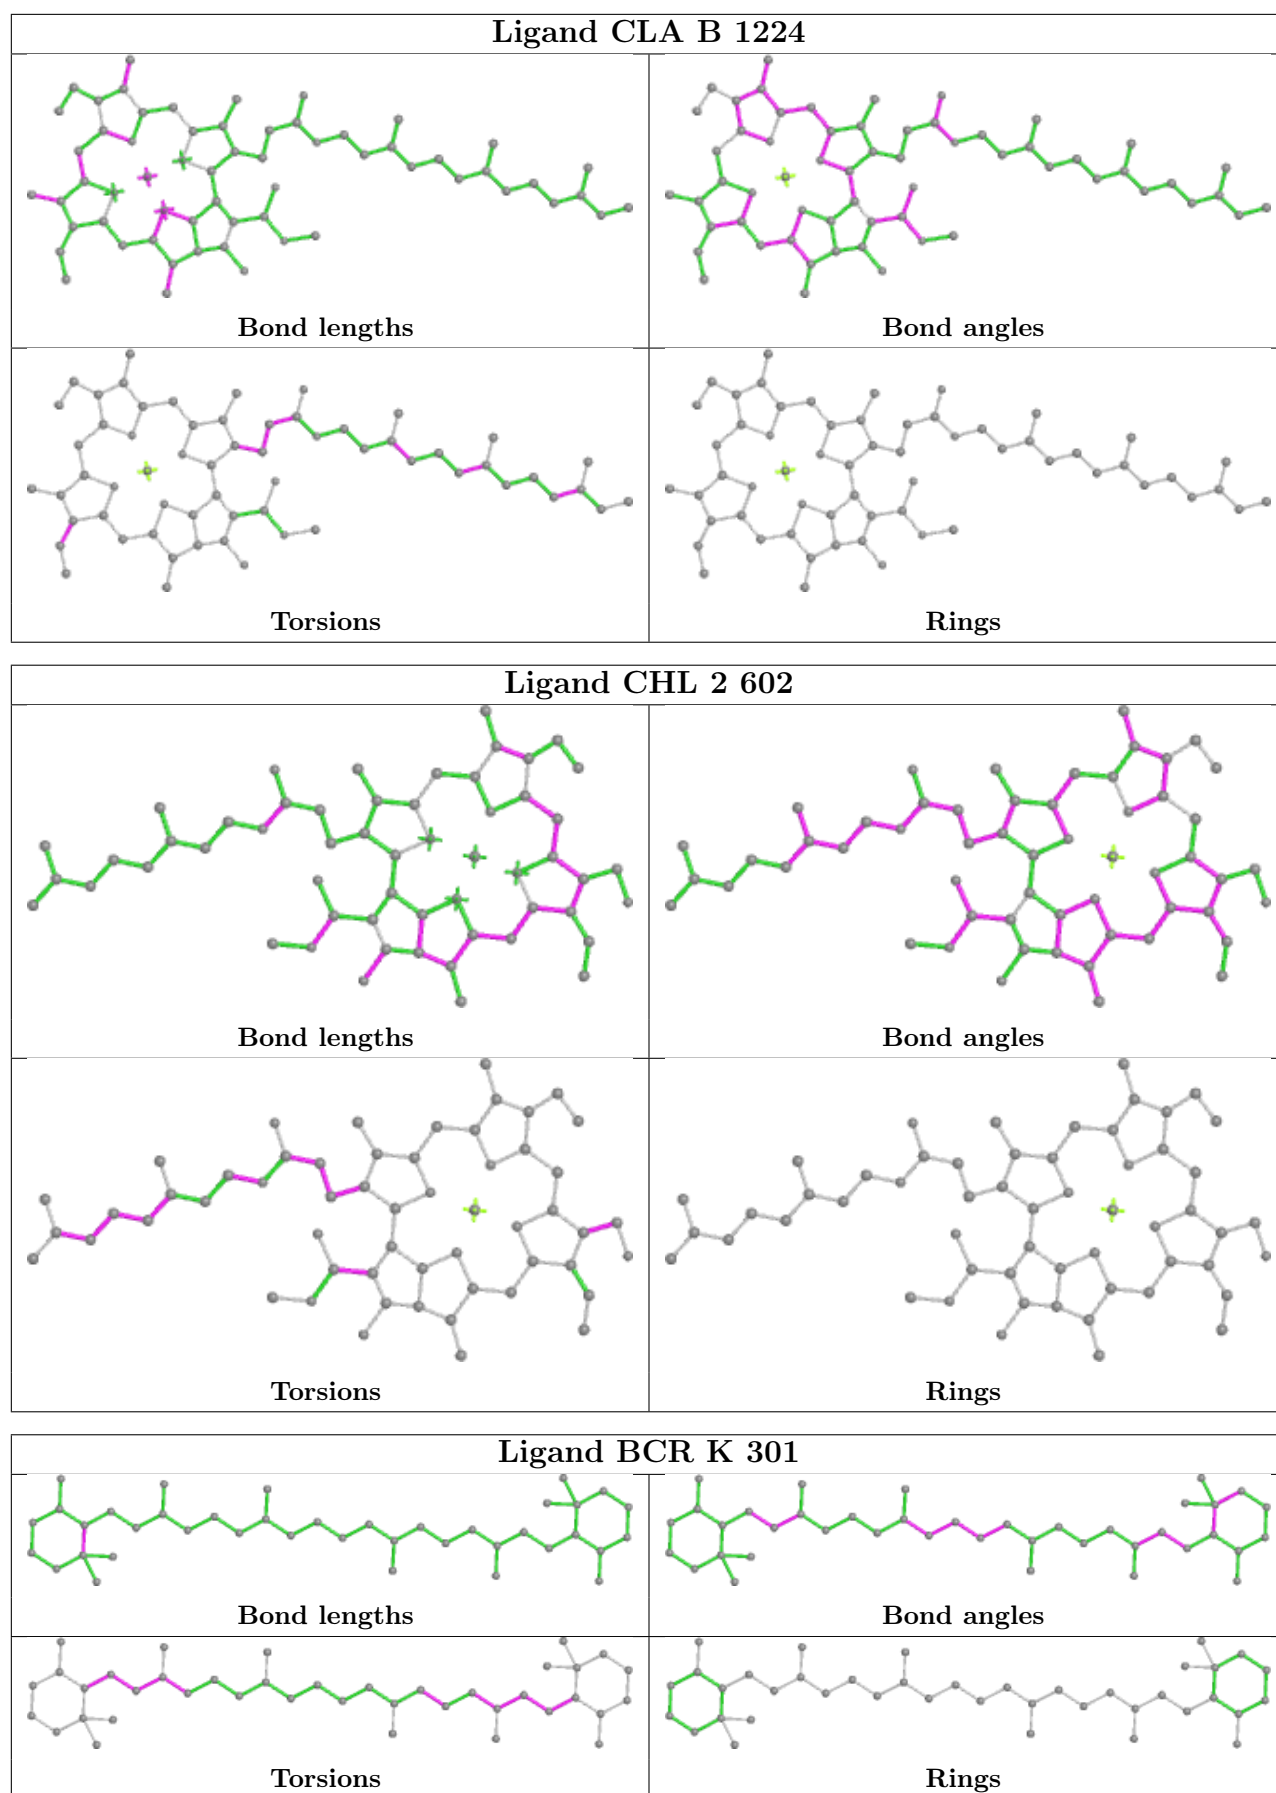 Ligand CLA B 1224
Bond lengths
Bond angles
Torsions
Rings
Ligand CHL 2 602
Bond lengths
Bond angles
Torsions
Rings
Ligand BCR K 301
Bond lengths
Bond angles
Torsions
Rings